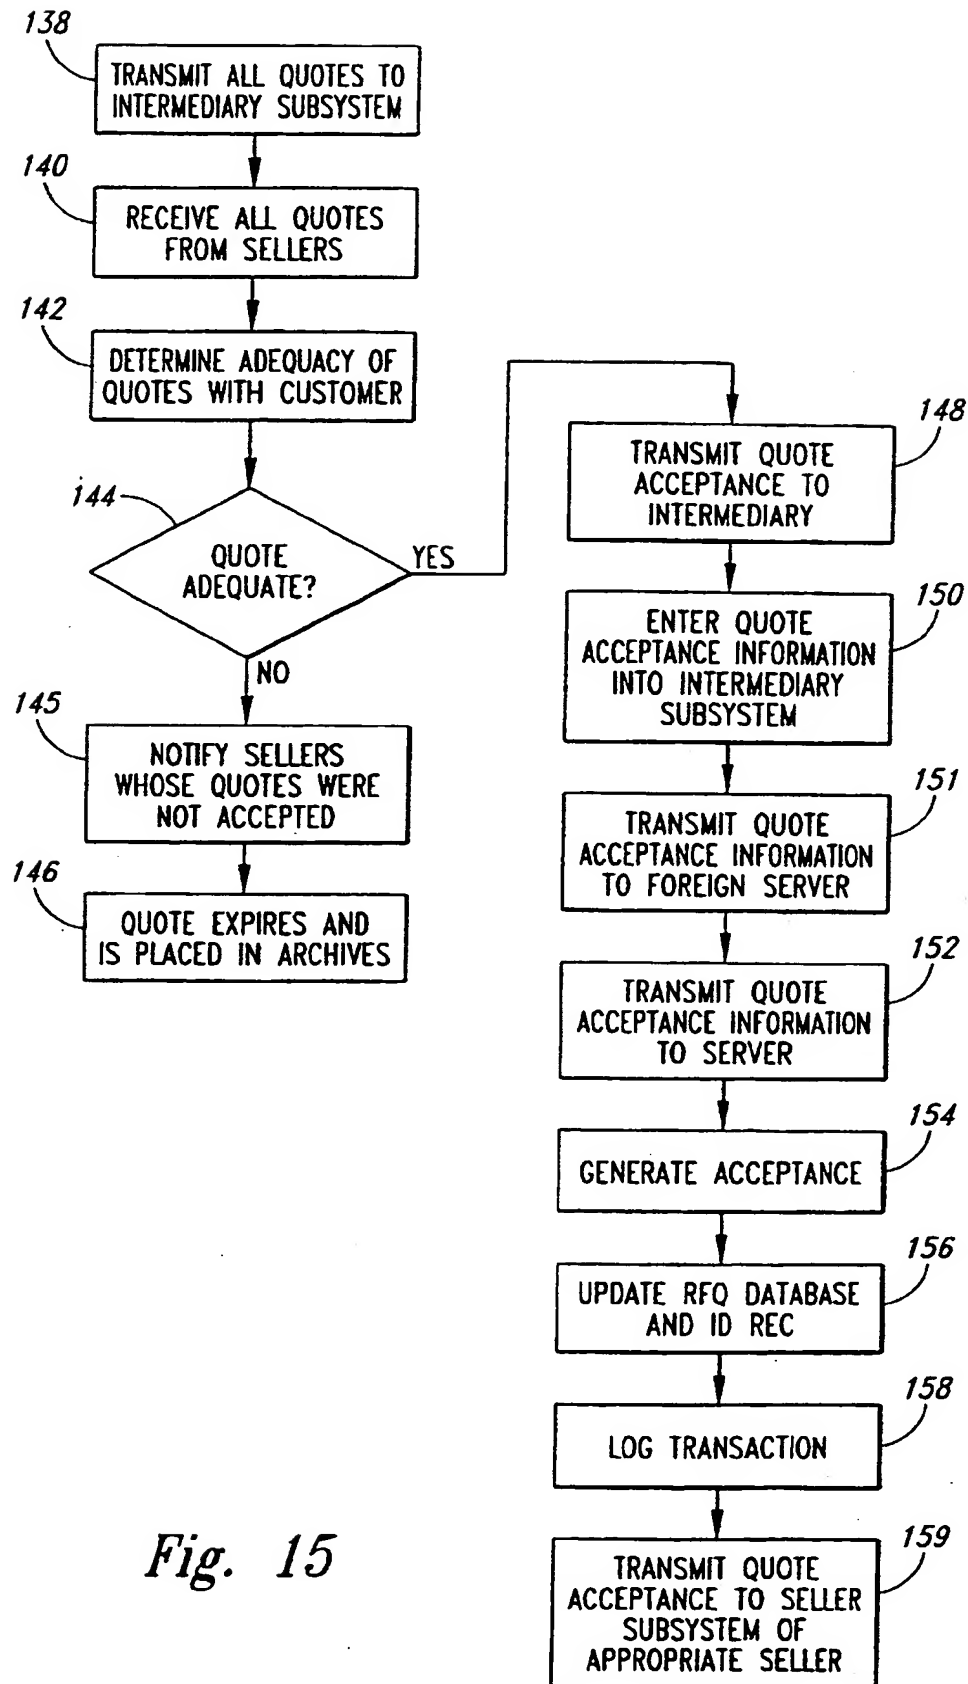 138
TRANSMIT ALL QUOTES TO
INTERMEDIARY SUBSYSTEM
140
RECEIVE ALL QUOTES
FROM SELLERS
142
DETERMINE ADEQUACY OF
QUOTES WITH CUSTOMER
144
QUOTE
ADEQUATE?
YES
NO
145
NOTIFY SELLERS
WHOSE QUOTES WERE
NOT ACCEPTED
146
QUOTE EXPIRES AND
IS PLACED IN ARCHIVES
148
TRANSMIT QUOTE
ACCEPTANCE TO
INTERMEDIARY
150
ENTER QUOTE
ACCEPTANCE INFORMATION
INTO INTERMEDIARY
SUBSYSTEM
151
TRANSMIT QUOTE
ACCEPTANCE INFORMATION
TO FOREIGN SERVER
152
TRANSMIT QUOTE
ACCEPTANCE INFORMATION
TO SERVER
154
GENERATE ACCEPTANCE
156
UPDATE RFQ DATABASE
AND ID REC
158
LOG TRANSACTION
159
TRANSMIT QUOTE
ACCEPTANCE TO SELLER
SUBSYSTEM OF
APPROPRIATE SELLER
Fig. 15